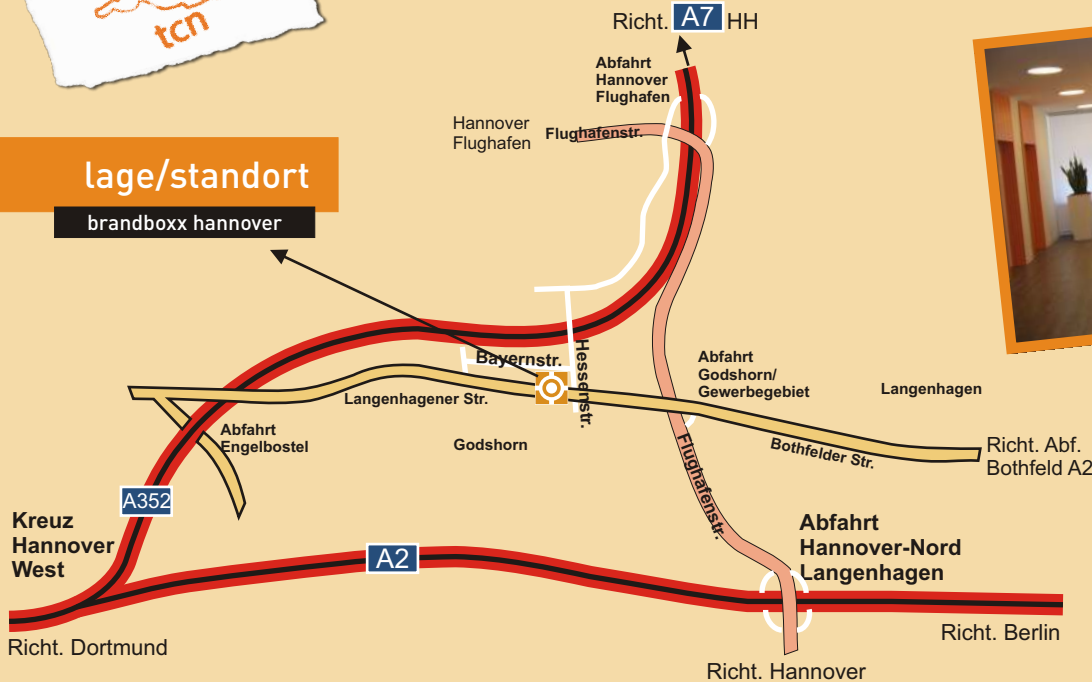 tcn
Richt. A7 HH
Abfahrt
Hannover
Flughafen
Hannover
Flughafen
Flughafenstr.
lage/standort
brandboxx hannover
Bayernstr.
Hessenstr.
Langenhagener Str.
Abfahrt
Godshorn/
Gewerbegebiet
Langenhagen
Abfahrt
Engelbostel
Godshorn
Bothfelder Str.
Richt. Abf.
Bothfeld A2
Flughafenstr.
A352
Kreuz
Hannover
West
A2
Abfahrt
Hannover-Nord
Langenhagen
Richt. Dortmund
Richt. Berlin
Richt. Hannover